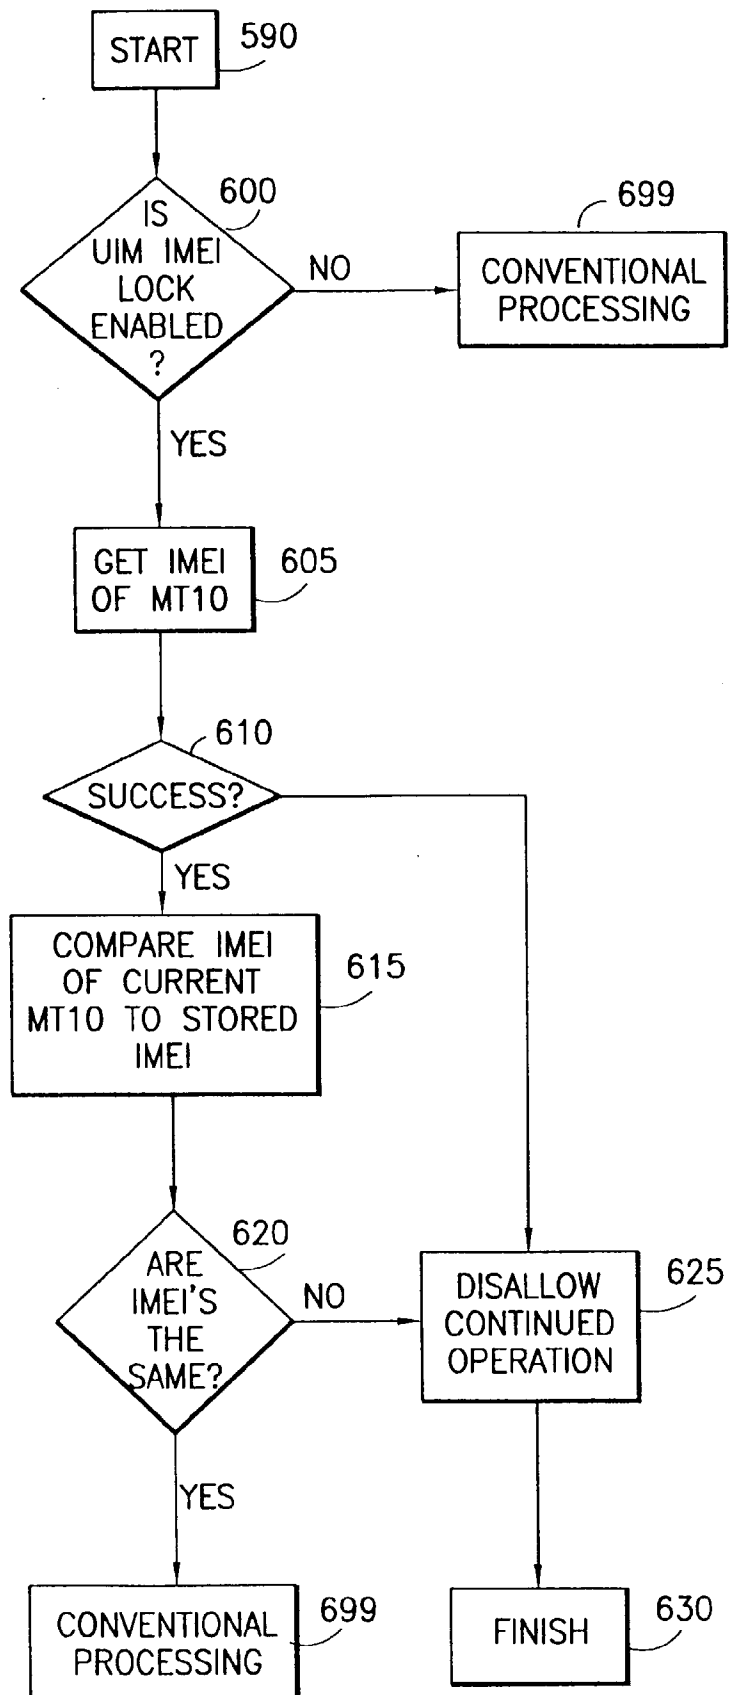 START
590
600
IS
UIM IMEI
LOCK
ENABLED
?
NO
699
CONVENTIONAL
PROCESSING
YES
GET IMEI
OF MT10
605
610
SUCCESS?
YES
COMPARE IMEI
OF CURRENT
MT10 TO STORED
IMEI
615
620
ARE
IMEI'S
THE
SAME?
NO
DISALLOW
CONTINUED
OPERATION
625
YES
CONVENTIONAL
PROCESSING
699
FINISH
630